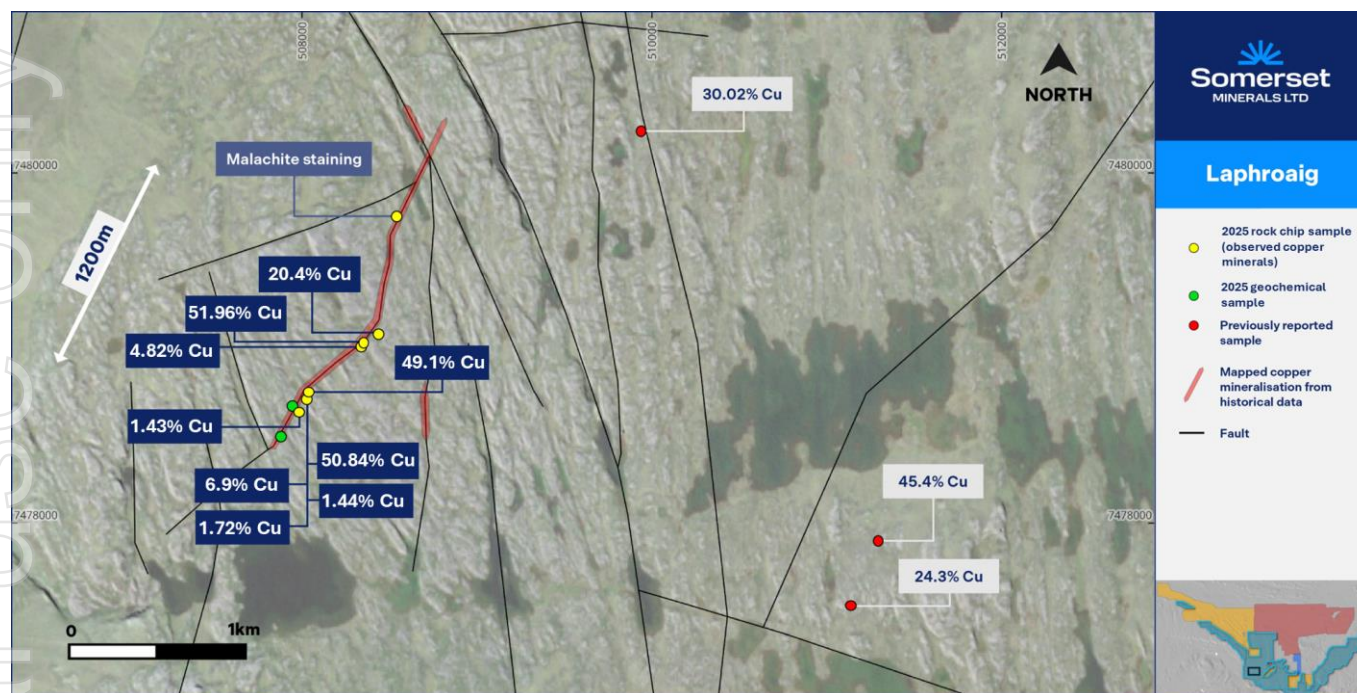 508000
510000
512000
NORTH
30.02% Cu
7480000
7480000
Malachite staining
1200m
20.4% Cu
51.96% Cu
4.82% Cu
49.1% Cu
1.43% Cu
50.84% Cu
6.9% Cu
1.44% Cu
1.72% Cu
7478000
7478000
45.4% Cu
24.3% Cu
0
1km
Somerset
MINERALS LTD
Laphroaig
2025 rock chip sample
(observed copper
minerals)
2025 geochemical
sample
Previously reported
sample
Mapped copper
mineralisation from
historical data
Fault